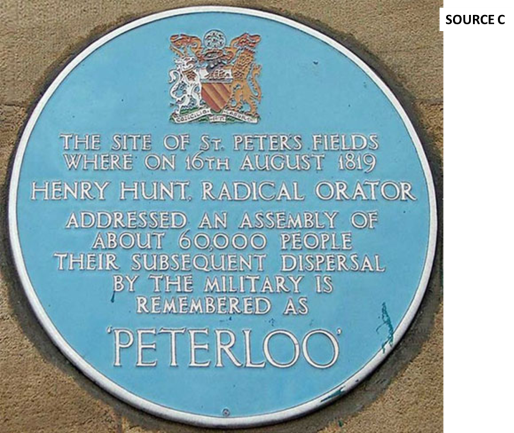 SOURCE C
THE SITE OF ST. PETER'S FIELDS
WHERE ON 16TH AUGUST 1819
HENRY HUNT, RADICAL ORATOR
ADDRESSED AN ASSEMBLY OF
ABOUT 60,000 PEOPLE
THEIR SUBSEQUENT DISPERSAL
BY THE MILITARY IS
REMEMBERED AS
'PETERLOO'